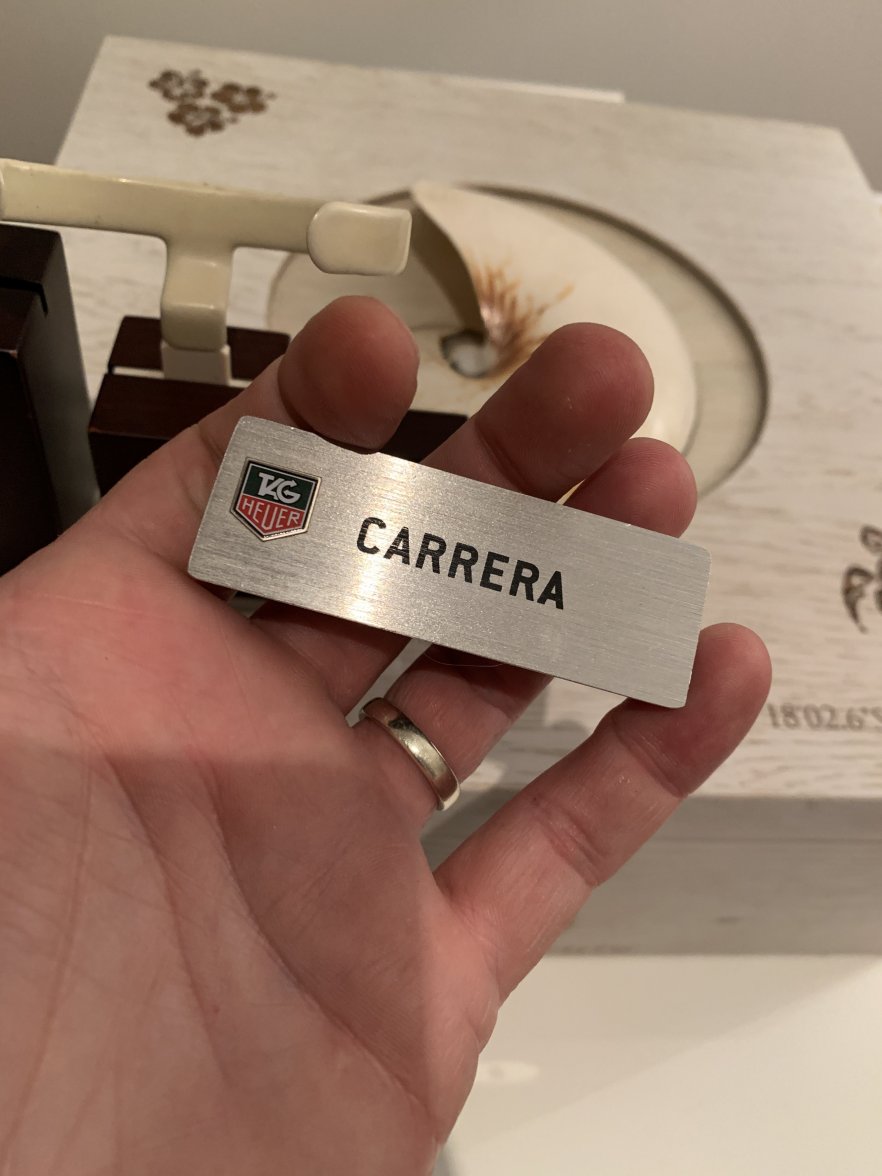 TAG
HEUER
CARRERA
18'02.6"S